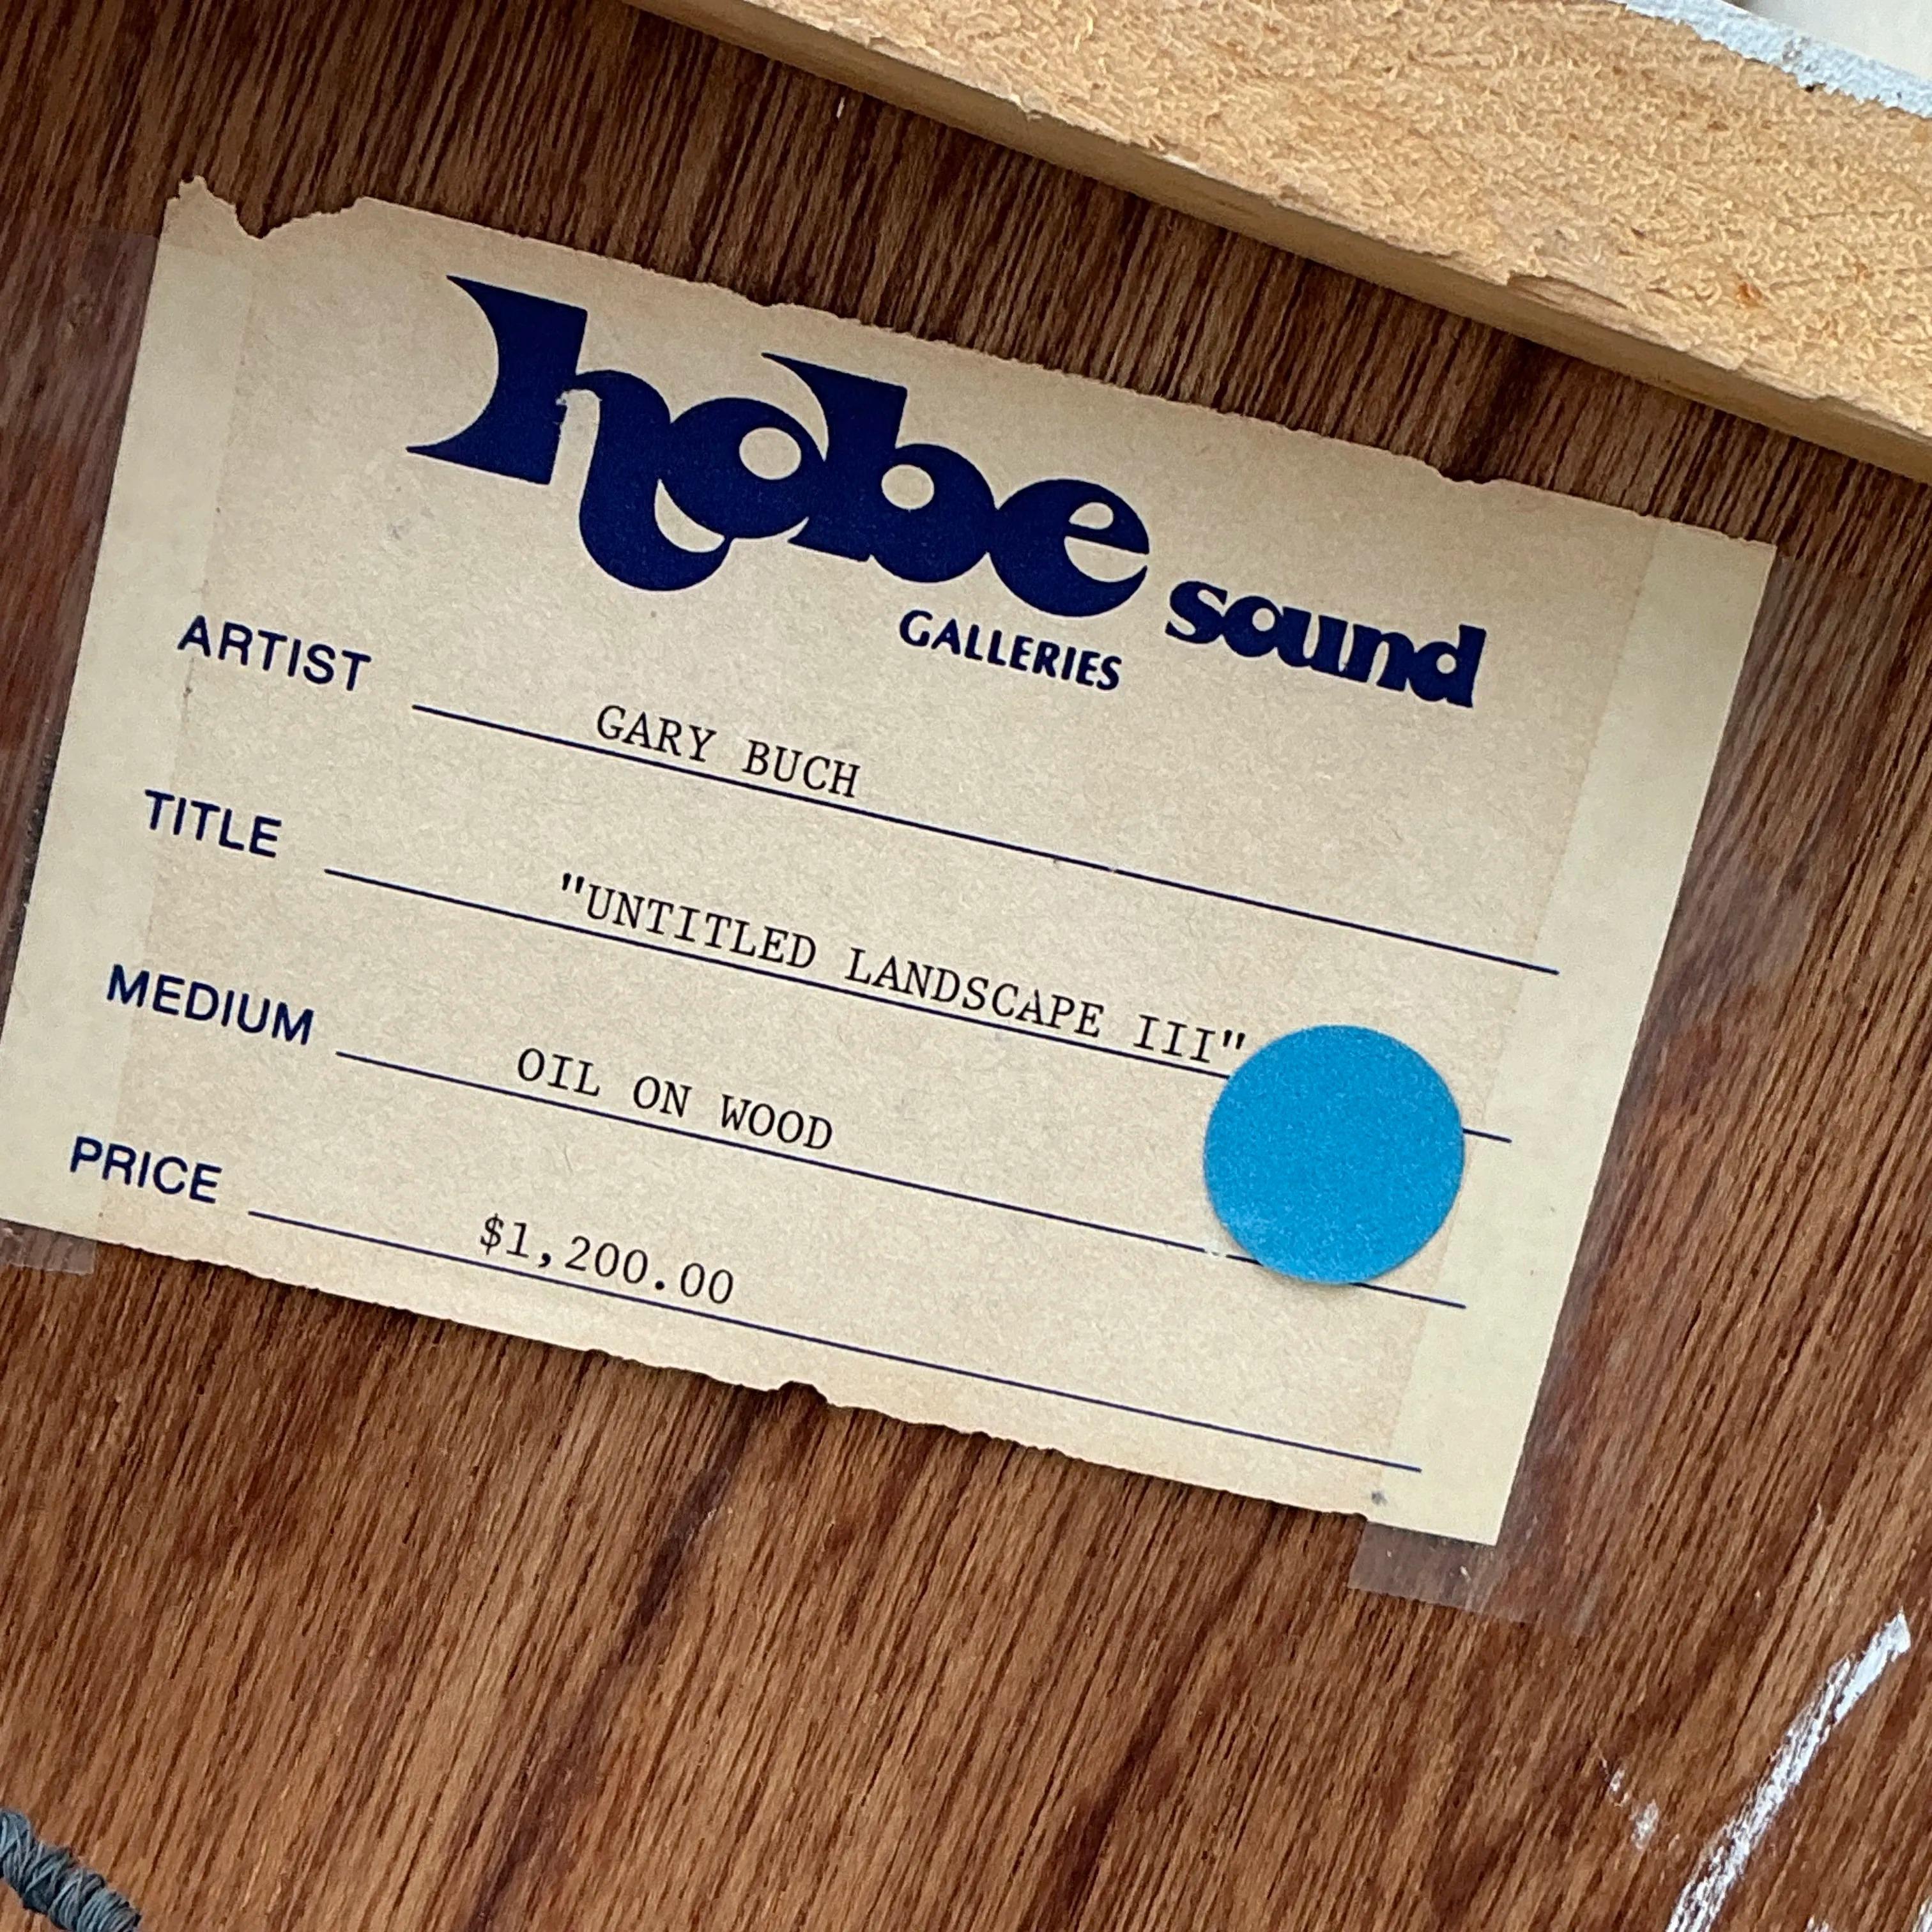 hobe sound
GALLERIES
ARTIST GARY BUCH
TITLE "UNTITLED LANDSCAPE III"
MEDIUM OIL ON WOOD
PRICE $1,200.00